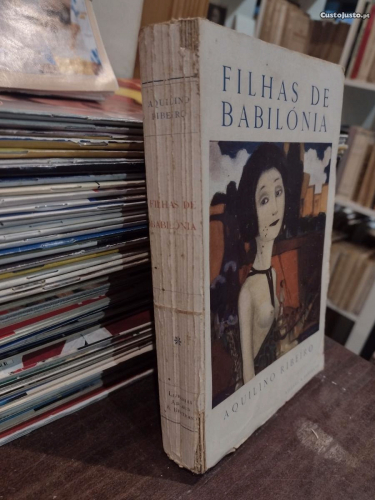 CustoJusto.pt
FILHAS DE
BABILÓNIA
AQUILINO RIBEIRO
AQUILINO
RIBEIRO
FILHAS DE
BABILÓNIA
*